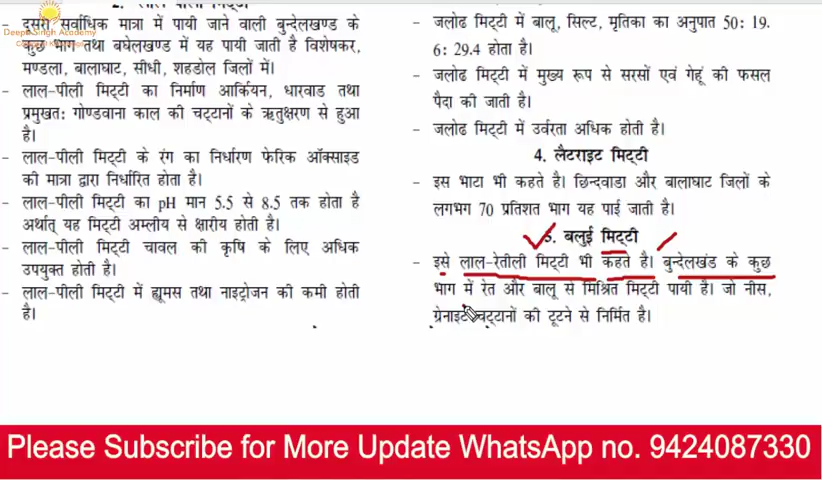 Deepa Singh Academy
दूसरी सर्वाधिक मात्रा में पायी जाने वाली बुन्देलखण्ड के
कुछ भाग तथा बघेलखण्ड में यह पायी जाती है विशेषकर,
मण्डला, बालाघाट, सीधी, शहडोल जिलों में।
- लाल-पीली मिट्टी का निर्माण आर्कियन, धारवाड तथा
प्रमुखतः गोण्डवाना काल की चट्टानों के ऋतुक्षरण से हुआ
है।
- लाल-पीली मिट्टी के रंग का निर्धारण फेरिक ऑक्साइड
की मात्रा द्वारा निर्धारित होता है।
- लाल-पीली मिट्टी का pH मान 5.5 से 8.5 तक होता है
अर्थात् यह मिट्टी अम्लीय से क्षारीय होती है।
- लाल-पीली मिट्टी चावल की कृषि के लिए अधिक
उपयुक्त होती है।
- लाल-पीली मिट्टी में ह्यूमस तथा नाइट्रोजन की कमी होती
है।
- जलोढ मिट्टी में बालू, सिल्ट, मृतिका का अनुपात 50: 19.
6: 29.4 होता है।
- जलोढ मिट्टी में मुख्य रूप से सरसों एवं गेहूं की फसल
पैदा की जाती है।
- जलोढ मिट्टी में उर्वरता अधिक होती है।
4. लैटराइट मिट्टी
- इस भाटा भी कहते है। छिन्दवाडा और बालाघाट जिलों के
लगभग 70 प्रतिशत भाग यह पाई जाती है।
5. बलुई मिट्टी
- इसे लाल-रेतीली मिट्टी भी कहते है। बुन्देलखंड के कुछ
भाग में रेत और बालू से मिश्रित मिट्टी पायी है। जो नीस,
ग्रेनाइट चट्टानों की टूटने से निर्मित है।
Please Subscribe for More Update WhatsApp no. 9424087330